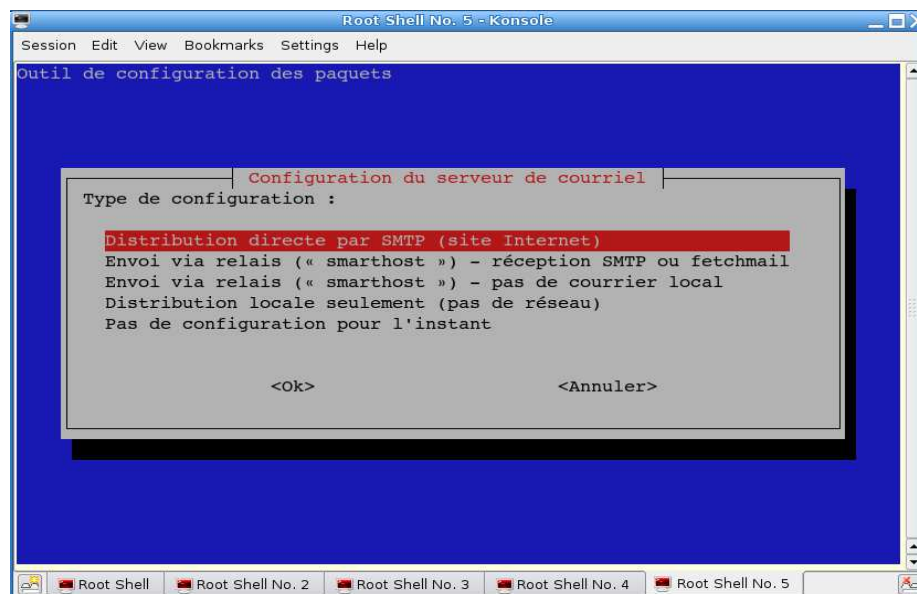 Root Shell No. 5 - Konsole
Session Edit View Bookmarks Settings Help
Outil de configuration des paquets
Configuration du serveur de courriel
Type de configuration :
Distribution directe par SMTP (site Internet)
Envoi via relais (« smarthost ») - réception SMTP ou fetchmail
Envoi via relais (« smarthost ») - pas de courrier local
Distribution locale seulement (pas de réseau)
Pas de configuration pour l'instant
<Ok> <Annuler>
Root Shell Root Shell No. 2 Root Shell No. 3 Root Shell No. 4 Root Shell No. 5